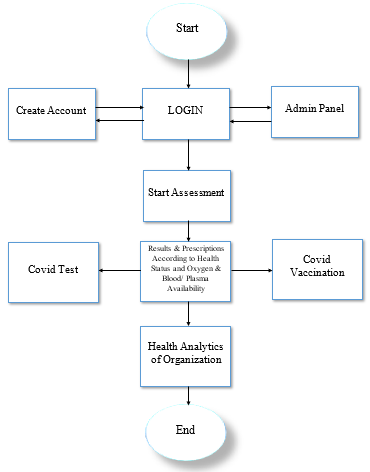 Start
Create Account
LOGIN
Admin Panel
Start Assessment
Results & Prescriptions
According to Health
Status and Oxygen &
Blood/ Plasma
Availability
Covid Test
Covid
Vaccination
Health Analytics
of Organization
End